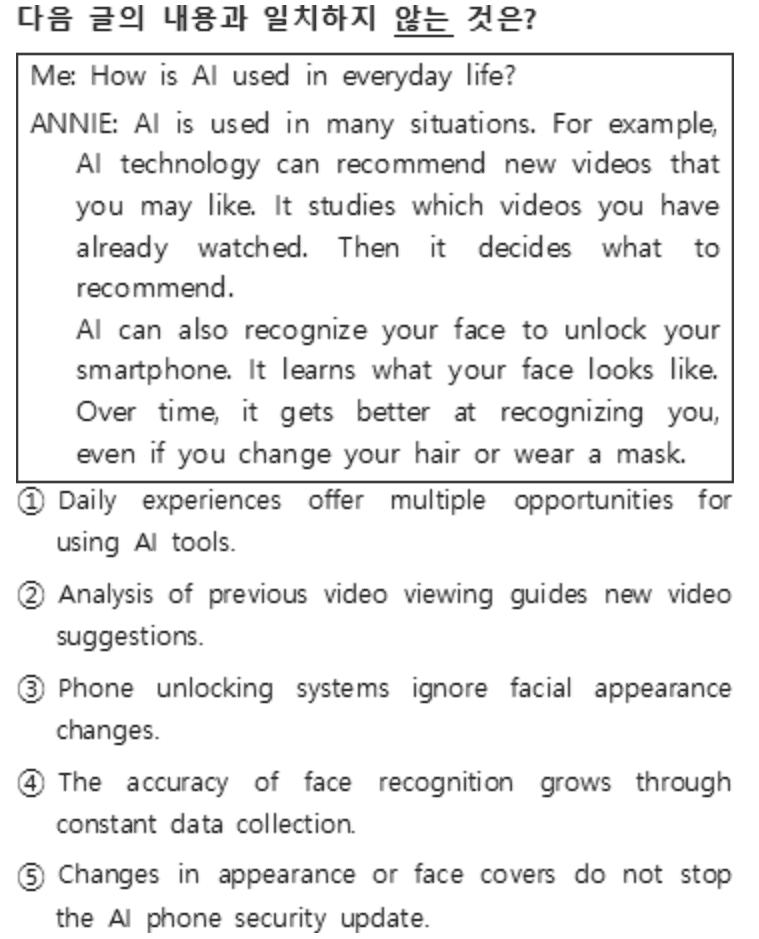 다음 글의 내용과 일치하지 않는 것은?
Me: How is AI used in everyday life?
ANNIE: AI is used in many situations. For example,
AI technology can recommend new videos that
you may like. It studies which videos you have
already watched. Then it decides what to
recommend.
AI can also recognize your face to unlock your
smartphone. It learns what your face looks like.
Over time, it gets better at recognizing you,
even if you change your hair or wear a mask.
① Daily experiences offer multiple opportunities for
using AI tools.
② Analysis of previous video viewing guides new video
suggestions.
③ Phone unlocking systems ignore facial appearance
changes.
④ The accuracy of face recognition grows through
constant data collection.
⑤ Changes in appearance or face covers do not stop
the AI phone security update.